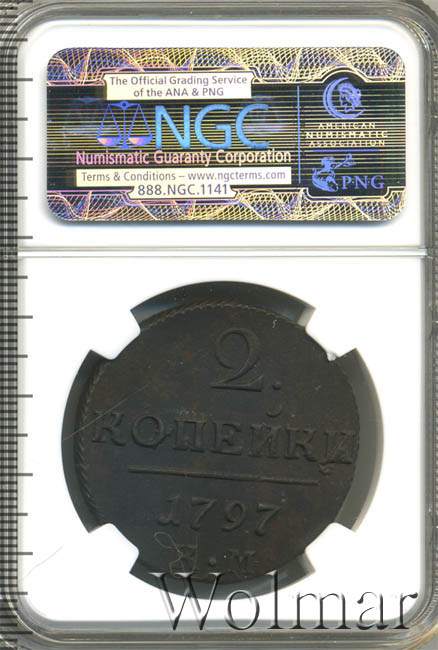 The Official Grading Service
of the ANA & PNG
NGC
Numismatic Guaranty Corporation
Terms & Conditions – www.ngcterms.com
888.NGC.1141
AMERICAN
NUMISMATIC
ASSOCIATION
P·N·G
2.
КОПЕЙКИ
1797
М
Wolmar